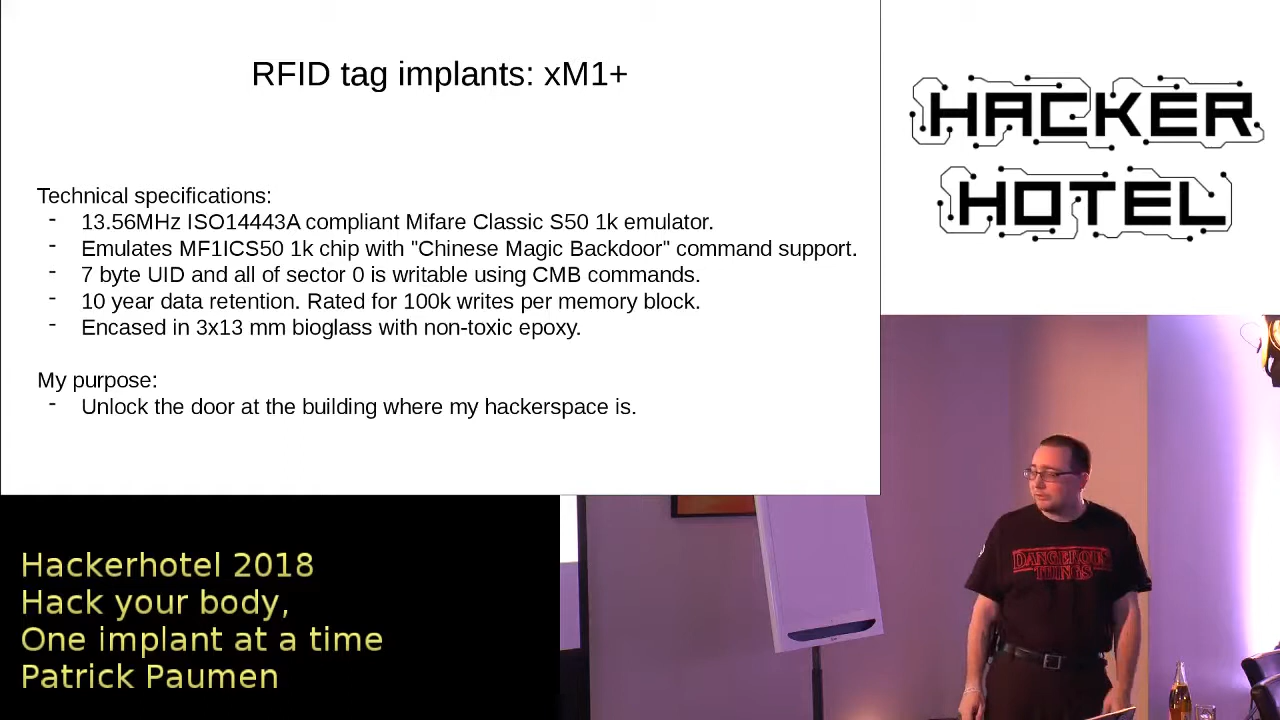 RFID tag implants: xM1+
Technical specifications:
- 13.56MHz ISO14443A compliant Mifare Classic S50 1k emulator.
- Emulates MF1ICS50 1k chip with "Chinese Magic Backdoor" command support.
- 7 byte UID and all of sector 0 is writable using CMB commands.
- 10 year data retention. Rated for 100k writes per memory block.
- Encased in 3x13 mm bioglass with non-toxic epoxy.
My purpose:
- Unlock the door at the building where my hackerspace is.
HACKER
HOTEL
DANGEROUS
THINGS
Hackerhotel 2018
Hack your body,
One implant at a time
Patrick Paumen